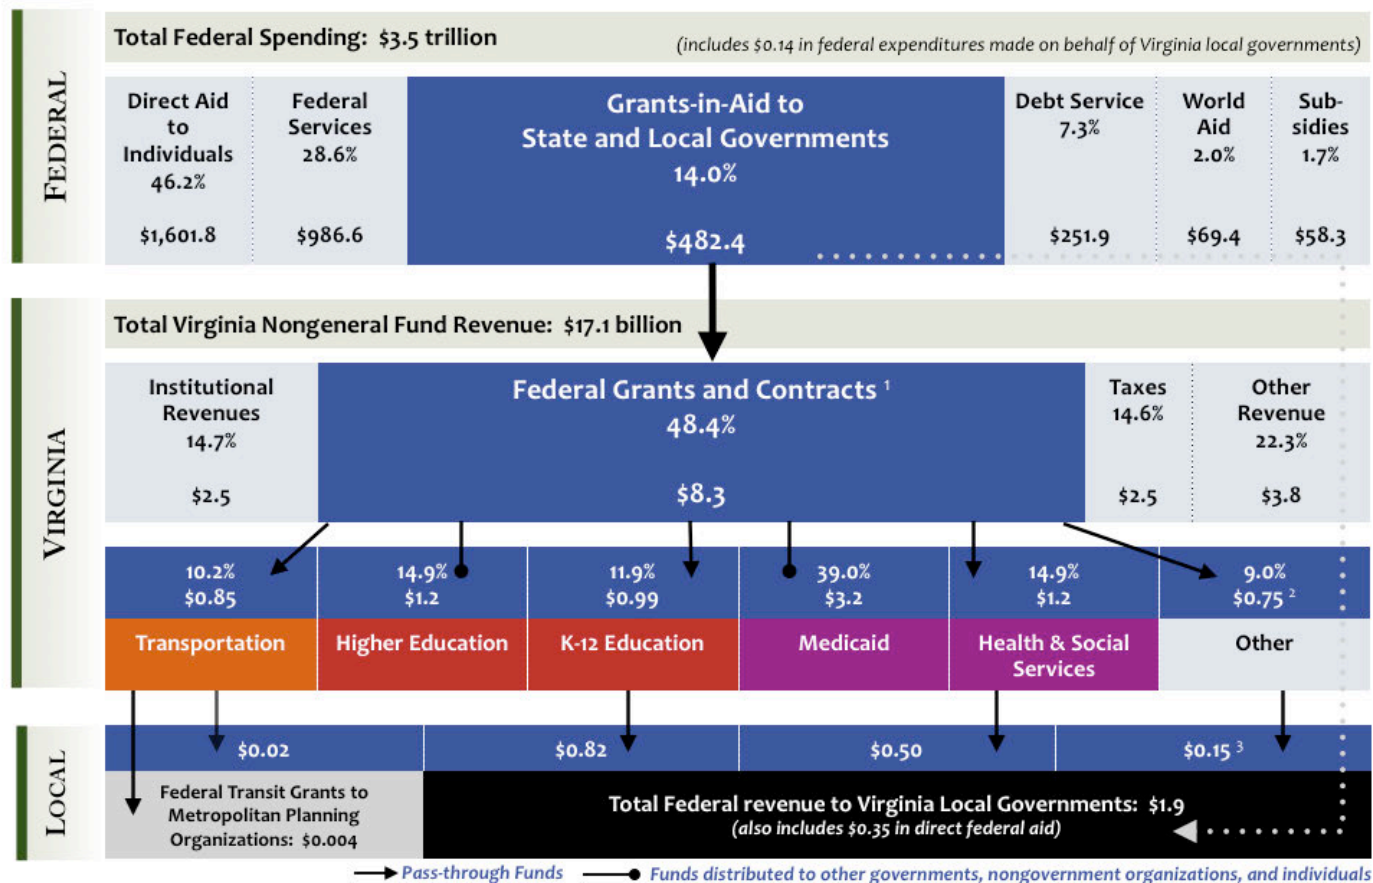 FEDERAL
Total Federal Spending: $3.5 trillion
(includes $0.14 in federal expenditures made on behalf of Virginia local governments)
Direct Aid
to
Individuals
46.2%
$1,601.8
Federal
Services
28.6%
$986.6
Grants-in-Aid to
State and Local Governments
14.0%
$482.4
Debt Service
7.3%
$251.9
World
Aid
2.0%
$69.4
Sub-
sidies
1.7%
$58.3
VIRGINIA
Total Virginia Nongeneral Fund Revenue: $17.1 billion
Institutional
Revenues
14.7%
$2.5
Federal Grants and Contracts 1
48.4%
$8.3
Taxes
14.6%
$2.5
Other
Revenue
22.3%
$3.8
10.2%
$0.85
Transportation
14.9%
$1.2
Higher Education
11.9%
$0.99
K-12 Education
39.0%
$3.2
Medicaid
14.9%
$1.2
Health & Social
Services
9.0%
$0.75 2
Other
LOCAL
$0.02
$0.82
$0.50
$0.15 3
Federal Transit Grants to
Metropolitan Planning
Organizations: $0.004
Total Federal revenue to Virginia Local Governments: $1.9
(also includes $0.35 in direct federal aid)
Pass-through Funds
Funds distributed to other governments, nongovernment organizations, and individuals